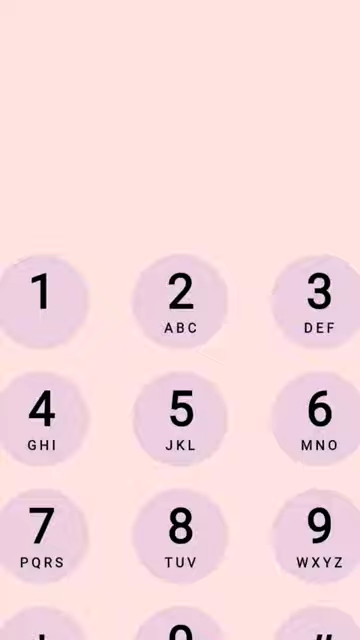 1 2 3
ABC DEF
4 5 6
GHI JKL MNO
7 8 9
PQRS TUV WXYZ